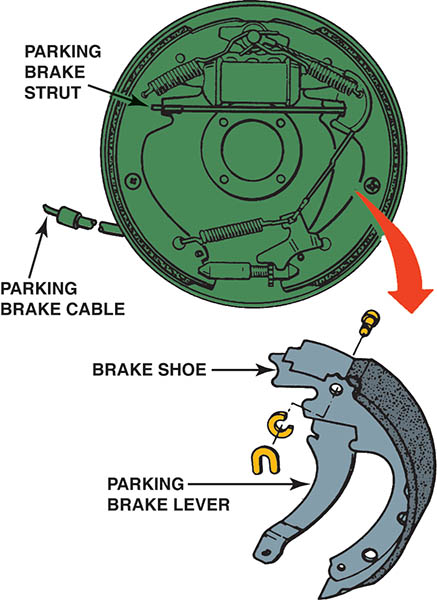 PARKING
BRAKE
STRUT
PARKING
BRAKE CABLE
BRAKE SHOE
PARKING
BRAKE LEVER